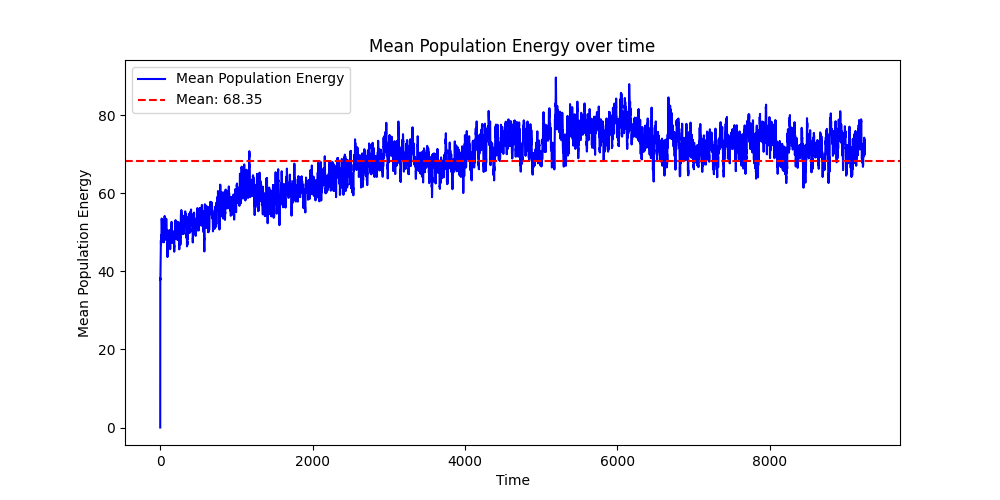 Mean Population Energy over time
Mean Population Energy
Mean: 68.35
Mean Population Energy
80
60
40
20
0
0 2000 4000 6000 8000
Time